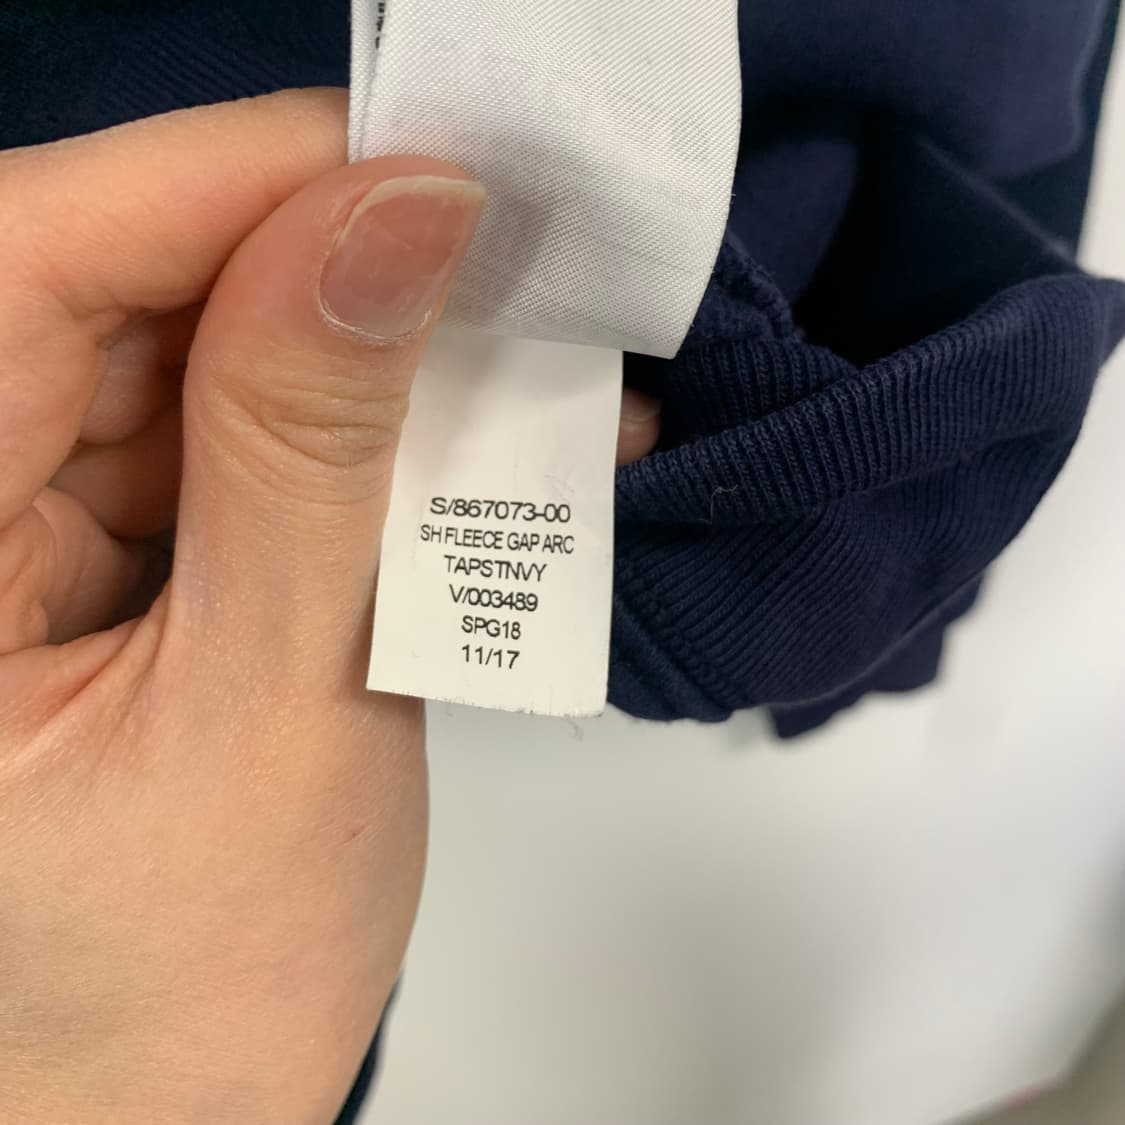 S/867073-00
SH FLEECE GAP ARC
TAPSTNVY
V/003489
SPG18
11/17